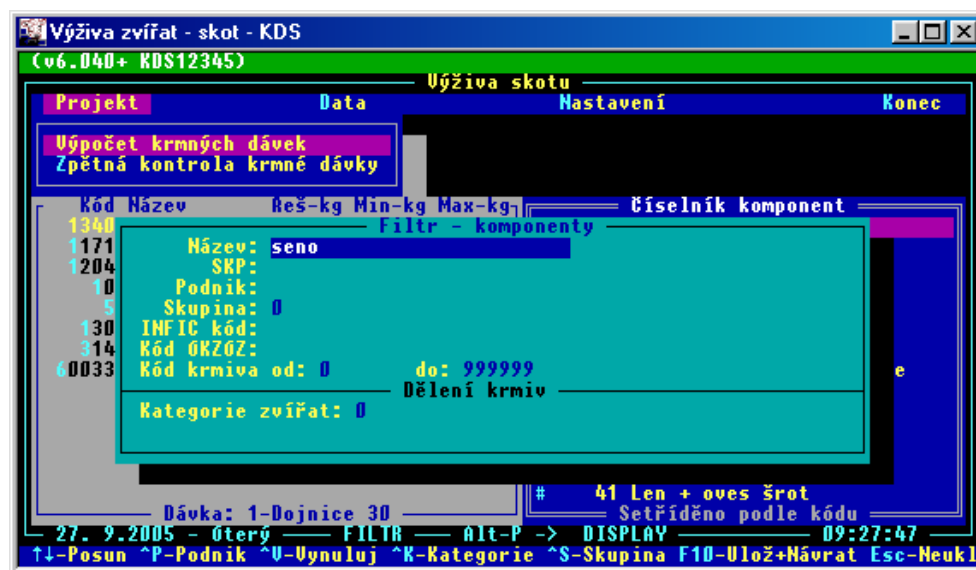 Výživa zvířat - skot - KDS
(v6.040+ KDS12345)
Výživa skotu
Projekt Data Nastavení Konec
Výpočet krmných dávek
Zpětná kontrola krmné dávky
Kód Název Reš-kg Min-kg Max-kg Číselník komponent
1340 Filtr - komponenty
1171 Název: seno
1204 SKP:
10 Podnik:
5 Skupina: 0
130 INFIC kód:
314 Kód ÚKZÚZ:
60033 Kód krmiva od: 0 do: 999999 e
Dělení krmiv
Kategorie zvířat: 0
# 41 Len + oves šrot
Dávka: 1-Dojnice 30 Setříděno podle kódu
27. 9.2005 - Úterý FILTR Alt-P -> DISPLAY 09:27:47
↑↓-Posun ^P-Podnik ^V-Vynuluj ^K-Kategorie ^S-Skupina F10-Ulož+Návrat Esc-Neukl